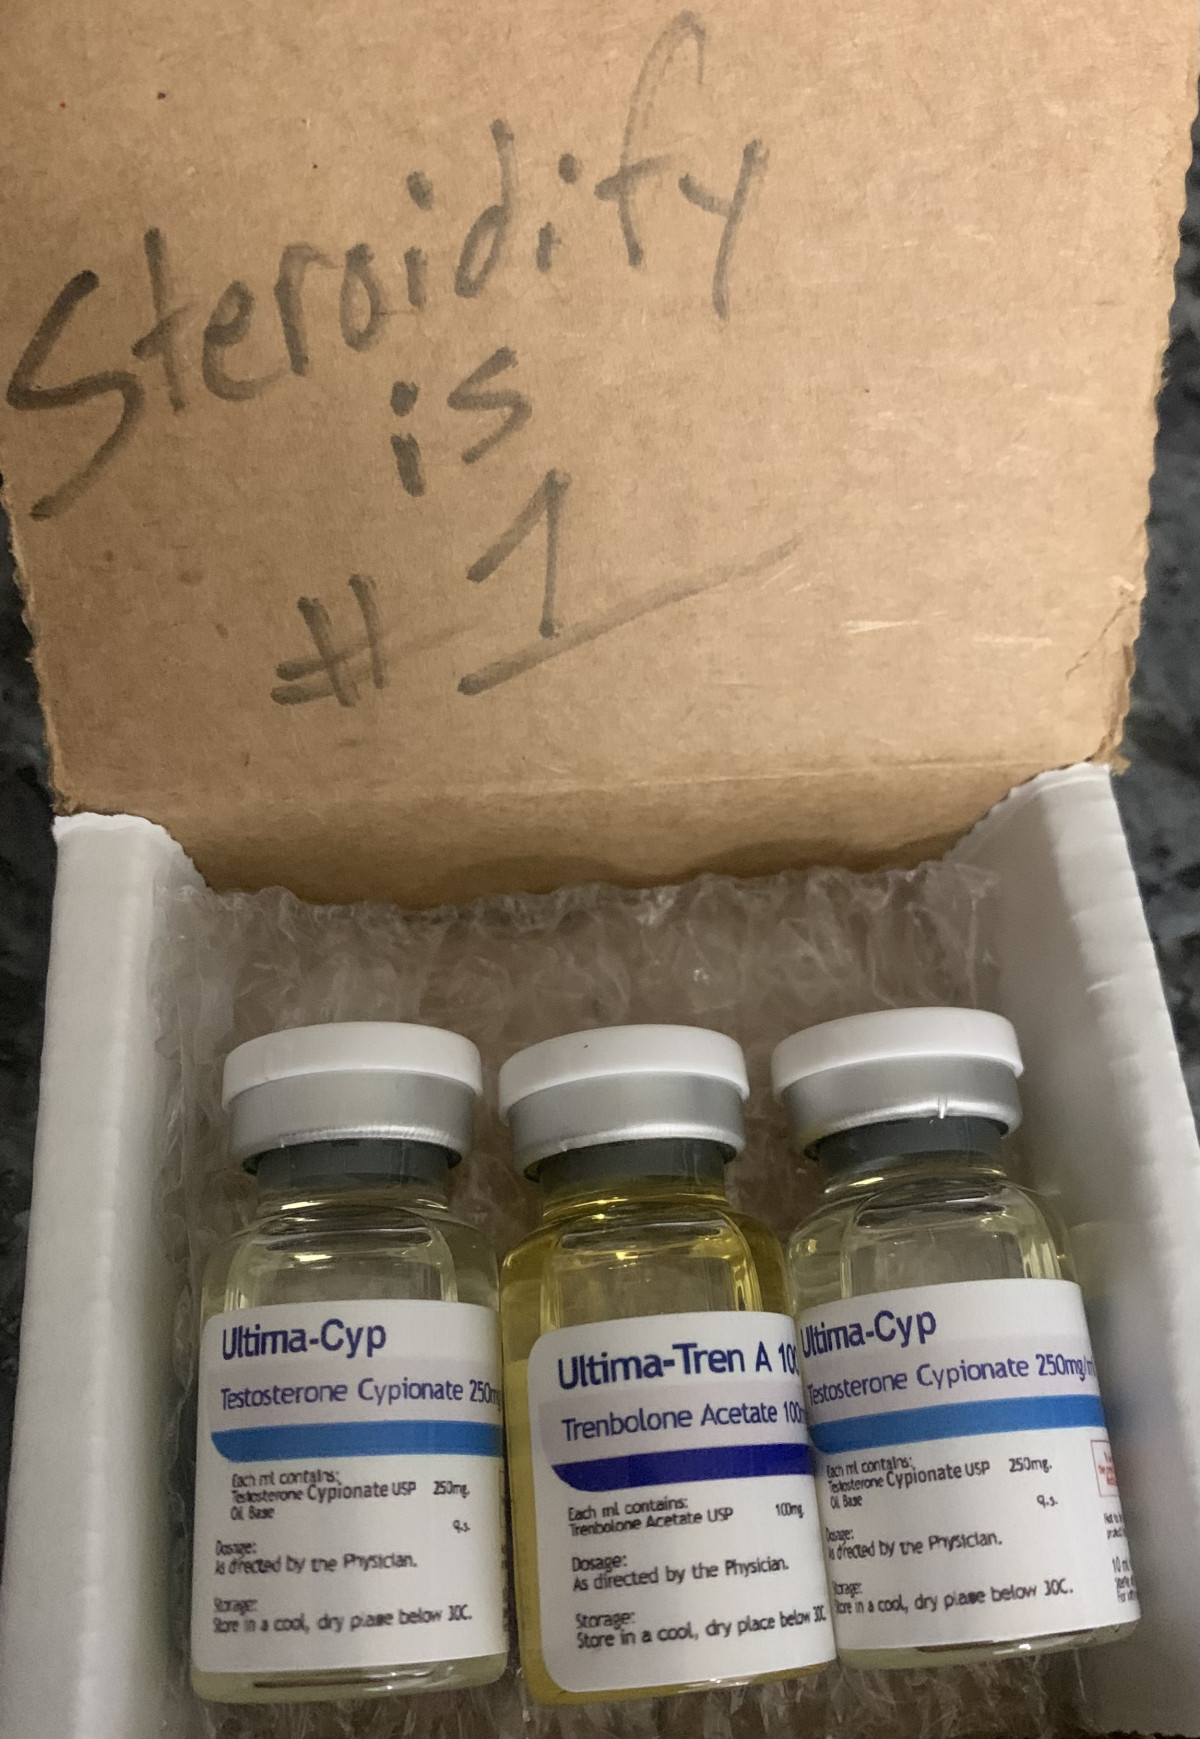 Steroidify
is
#1
Ultima-Cyp
Testosterone Cypionate 250m
Each ml contains:
Testosterone Cypionate USP 250mg.
Oil Base
q.s.
Dosage:
As directed by the Physician.
Storage:
Store in a cool, dry place below 30C.
Ultima-Tren A 10
Trenbolone Acetate 100
Each ml contains:
Trenbolone Acetate USP 100mg.
Dosage:
As directed by the Physician.
Storage:
Store in a cool, dry place below 30C
Ultima-Cyp
Testosterone Cypionate 250mg/m
Each ml contains:
Testosterone Cypionate USP 250mg.
Oil Base
q.s.
Dosage:
As directed by the Physician.
Storage:
Store in a cool, dry place below 30C.
10 ml